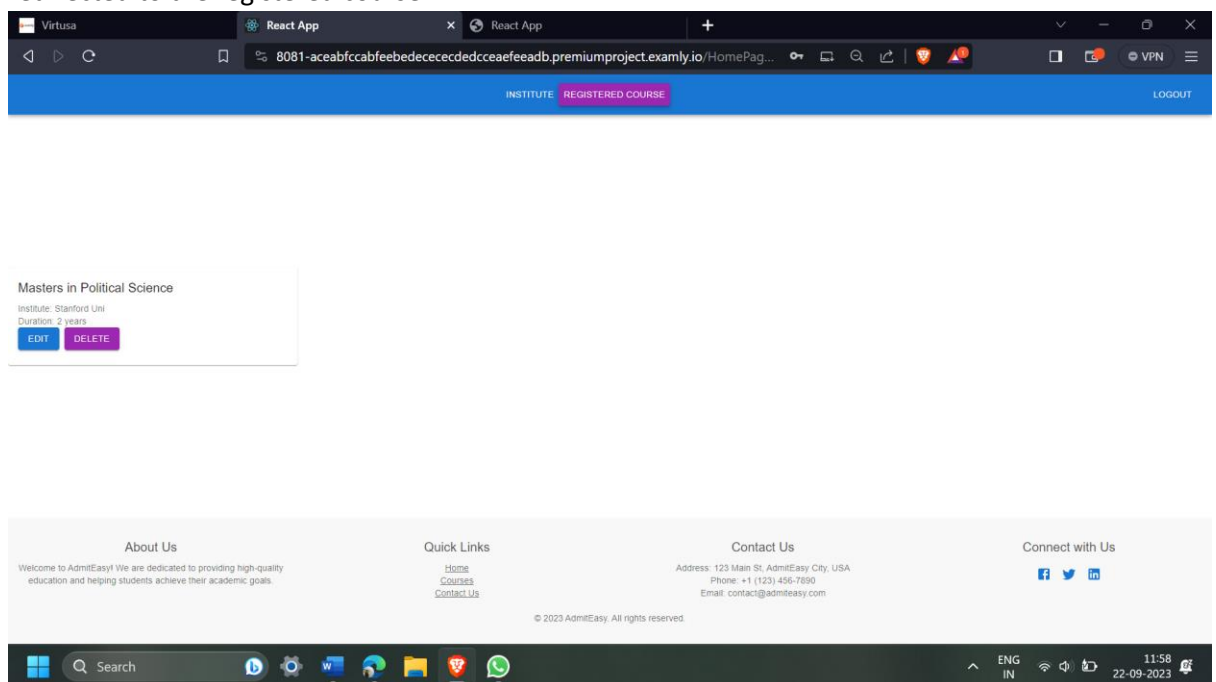 Virtusa
React App
React App
8081-aceabfccabfeebedecececdedcceaefeeadb.premiumproject.examly.io/HomePag...
VPN
INSTITUTE REGISTERED COURSE LOGOUT
Masters in Political Science
Institute: Stanford Uni
Duration: 2 years
EDIT DELETE
About Us
Welcome to AdmitEasy! We are dedicated to providing high-quality
education and helping students achieve their academic goals.
Quick Links
Home
Courses
Contact Us
Contact Us
Address: 123 Main St, AdmitEasy City, USA
Phone: +1 (123) 456-7890
Email: contact@admiteasy.com
Connect with Us
© 2023 AdmitEasy. All rights reserved.
Search
ENG
IN
11:58
22-09-2023